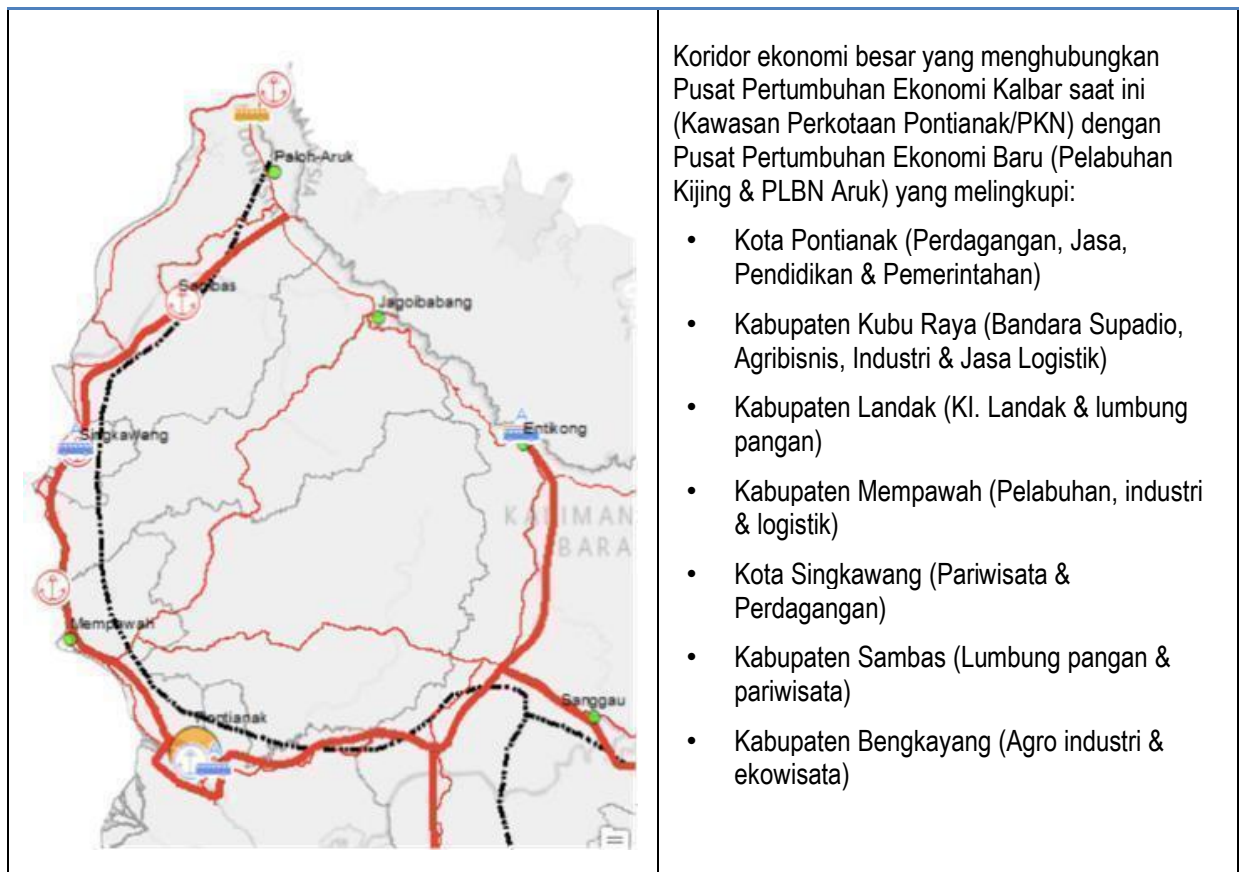 Paloh-Aruk
Sambas
Jagoibabang
Singkawang
Entikong
Mempawah
Sanggau
Pontianak
Koridor ekonomi besar yang menghubungkan
Pusat Pertumbuhan Ekonomi Kalbar saat ini
(Kawasan Perkotaan Pontianak/PKN) dengan
Pusat Pertumbuhan Ekonomi Baru (Pelabuhan
Kijing & PLBN Aruk) yang melingkupi:
• Kota Pontianak (Perdagangan, Jasa,
Pendidikan & Pemerintahan)
• Kabupaten Kubu Raya (Bandara Supadio,
Agribisnis, Industri & Jasa Logistik)
• Kabupaten Landak (KI. Landak & lumbung
pangan)
• Kabupaten Mempawah (Pelabuhan, industri
& logistik)
• Kota Singkawang (Pariwisata &
Perdagangan)
• Kabupaten Sambas (Lumbung pangan &
pariwisata)
• Kabupaten Bengkayang (Agro industri &
ekowisata)